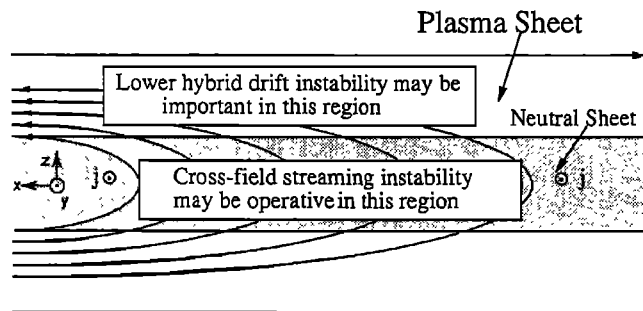 Plasma Sheet
Lower hybrid drift instability may be
important in this region
Neutral Sheet
z
x
y
j
j
Cross-field streaming instability
may be operative in this region